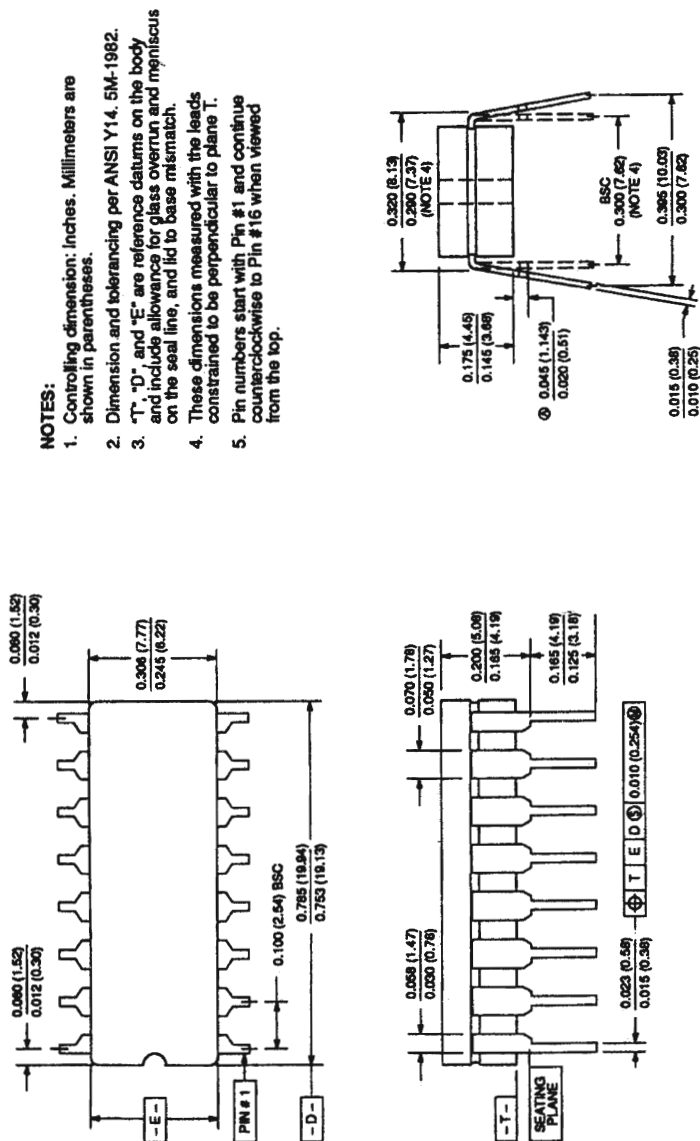 NOTES:
1. Controlling dimension: Inches. Millimeters are
shown in parentheses.
2. Dimension and tolerancing per ANSI Y14. 5M-1982.
3. "T", "D", and "E" are reference datums on the body
and include allowance for glass overrun and meniscus
on the seal line, and lid to base mismatch.
4. These dimensions measured with the leads
constrained to be perpendicular to plane T.
5. Pin numbers start with Pin #1 and continue
counterclockwise to Pin #16 when viewed
from the top.
0.060 (1.52)
0.012 (0.30)
0.060 (1.52)
0.012 (0.30)
0.306 (7.77)
0.245 (6.22)
- E -
PIN # 1
0.100 (2.54) BSC
- D -
0.785 (19.94)
0.753 (19.13)
0.058 (1.47)
0.030 (0.76)
0.070 (1.78)
0.050 (1.27)
0.200 (5.08)
0.165 (4.19)
0.165 (4.19)
0.125 (3.18)
- T -
SEATING
PLANE
0.023 (0.58)
0.015 (0.38)
⌖ T E D Ⓢ 0.010 (0.254) Ⓜ
0.320 (8.13)
0.290 (7.37)
(NOTE 4)
0.175 (4.45)
0.145 (3.68)
0.045 (1.143)
0.020 (0.51)
BSC
0.300 (7.62)
(NOTE 4)
0.395 (10.03)
0.300 (7.62)
0.015 (0.38)
0.010 (0.25)